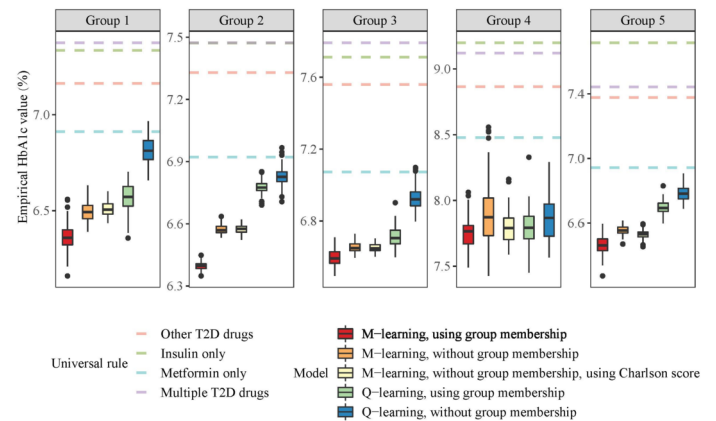 Group 1
Group 2
Group 3
Group 4
Group 5
Empirical HbA1c value (%)
7.0
6.5
7.5
7.2
6.9
6.6
6.3
7.6
7.2
6.8
9.0
8.5
8.0
7.5
7.4
7.0
6.6
Universal rule
Other T2D drugs
Insulin only
Metformin only
Multiple T2D drugs
Model
M−learning, using group membership
M−learning, without group membership
M−learning, without group membership, using Charlson score
Q−learning, using group membership
Q−learning, without group membership